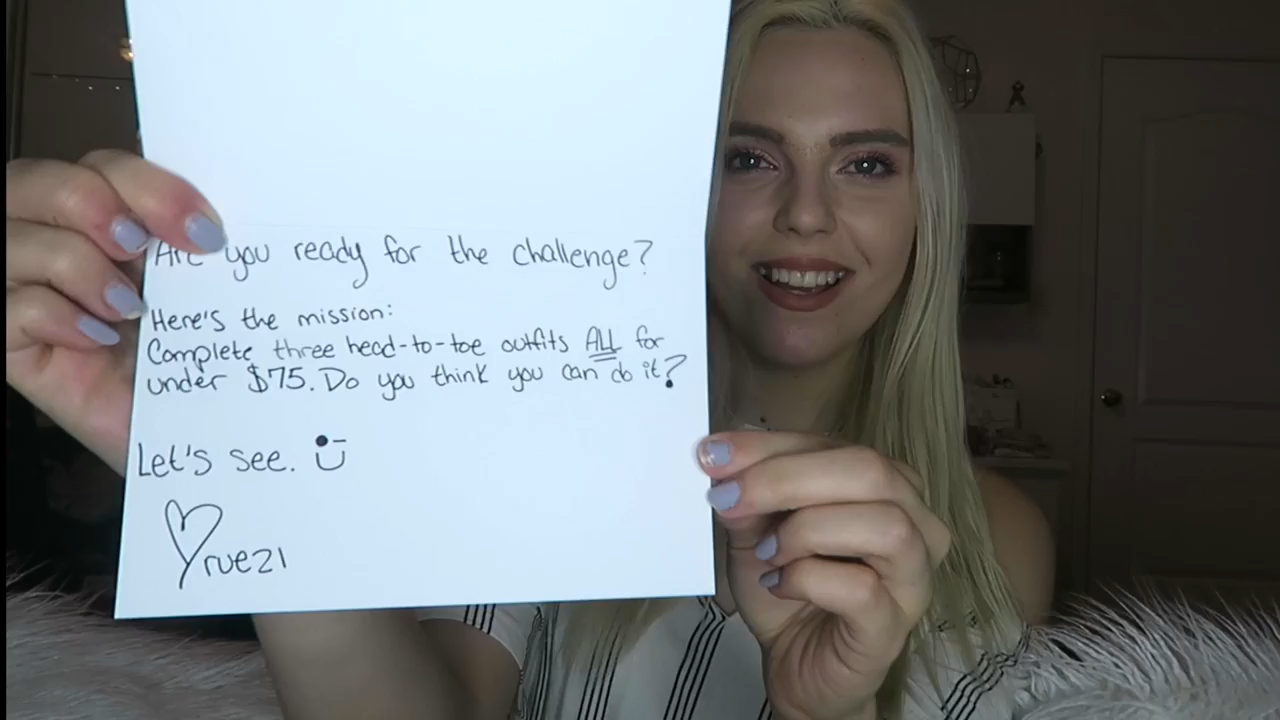 Are you ready for the challenge?
Here's the mission:
Complete three head-to-toe outfits ALL for
under $75. Do you think you can do it?
Let's see.
rue21